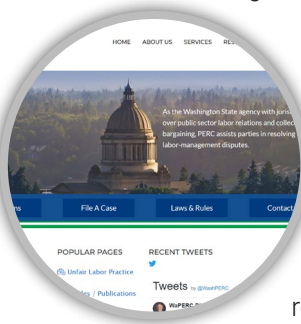 HOME ABOUT US SERVICES
As the Washington State agency with
over public sector labor relations and
bargaining, PERC assists parties in resolving
labor-management disputes.
File A Case Laws & Rules Contact
POPULAR PAGES RECENT TWEETS
Unfair Labor Practice
/ Publications
Tweets by @WashPERC